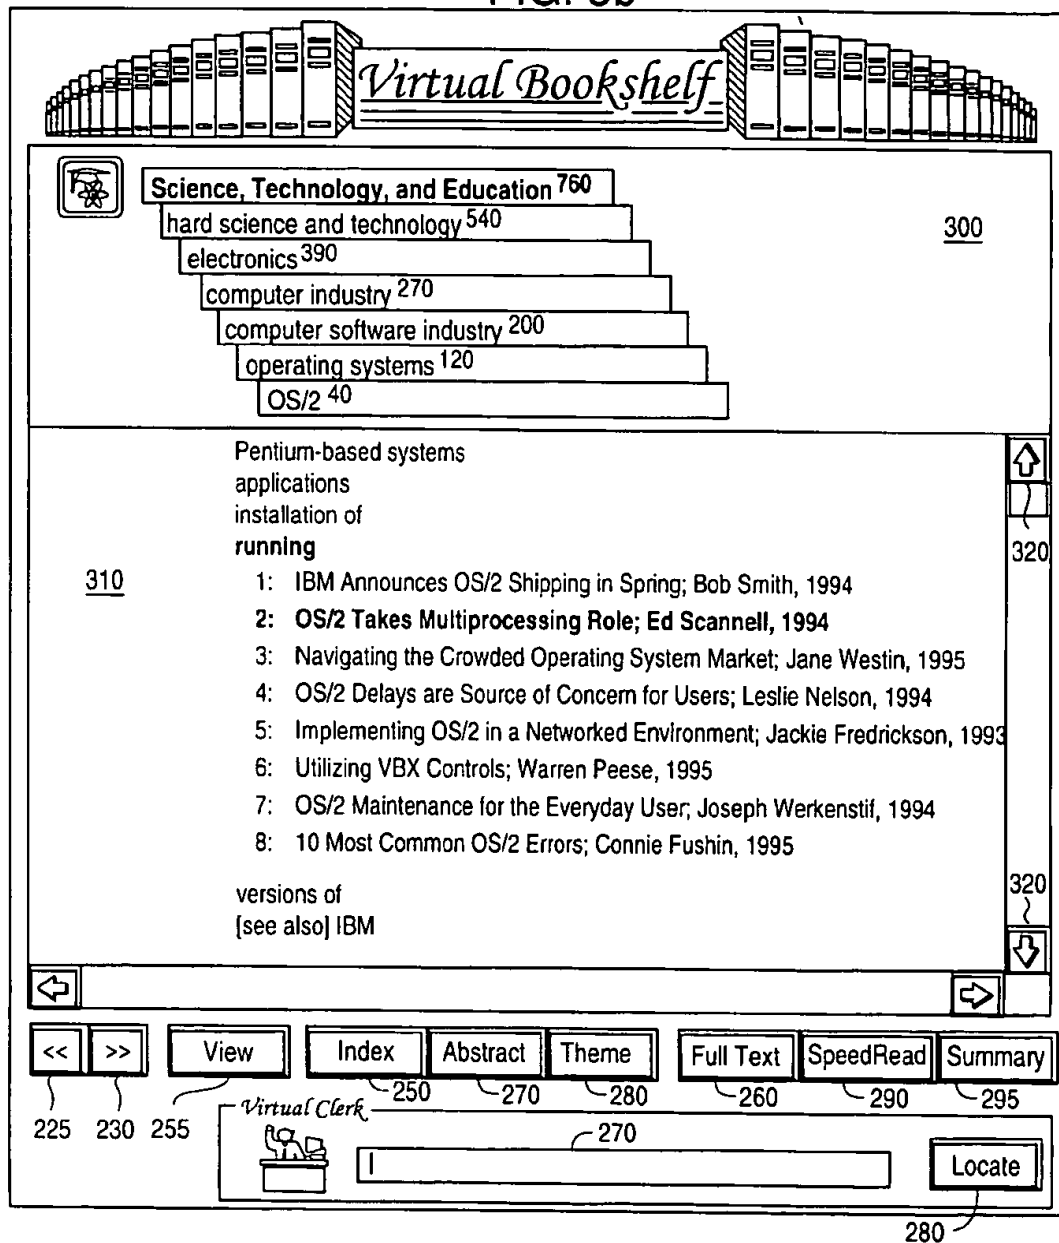 Virtual Bookshelf
Science, Technology, and Education 760
hard science and technology 540
300
electronics 390
computer industry 270
computer software industry 200
operating systems 120
OS/2 40
Pentium-based systems
applications
installation of
running
320
310
1: IBM Announces OS/2 Shipping in Spring; Bob Smith, 1994
2: OS/2 Takes Multiprocessing Role; Ed Scannell, 1994
3: Navigating the Crowded Operating System Market; Jane Westin, 1995
4: OS/2 Delays are Source of Concern for Users; Leslie Nelson, 1994
5: Implementing OS/2 in a Networked Environment; Jackie Fredrickson, 1993
6: Utilizing VBX Controls; Warren Peese, 1995
7: OS/2 Maintenance for the Everyday User; Joseph Werkenstif, 1994
8: 10 Most Common OS/2 Errors; Connie Fushin, 1995
320
versions of
[see also] IBM
<< >> View Index Abstract Theme Full Text SpeedRead Summary
250 270 280 260 290 295
225 230 255
Virtual Clerk
270
Locate
280